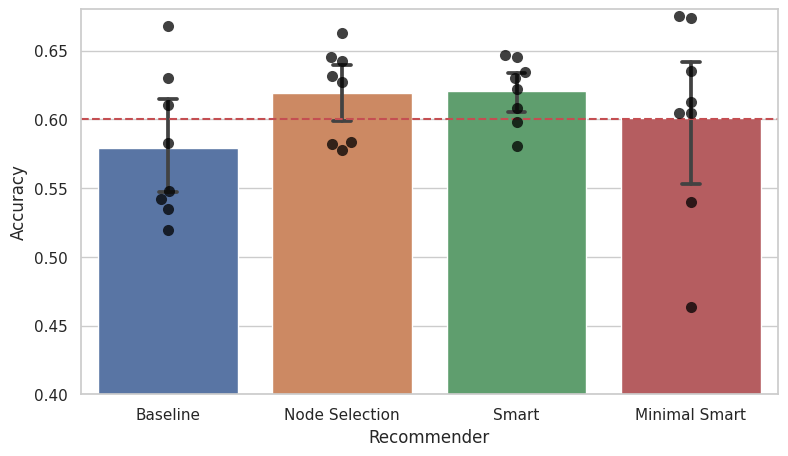 0.65
0.60
0.55
0.50
0.45
0.40
Accuracy
Baseline
Node Selection
Smart
Minimal Smart
Recommender